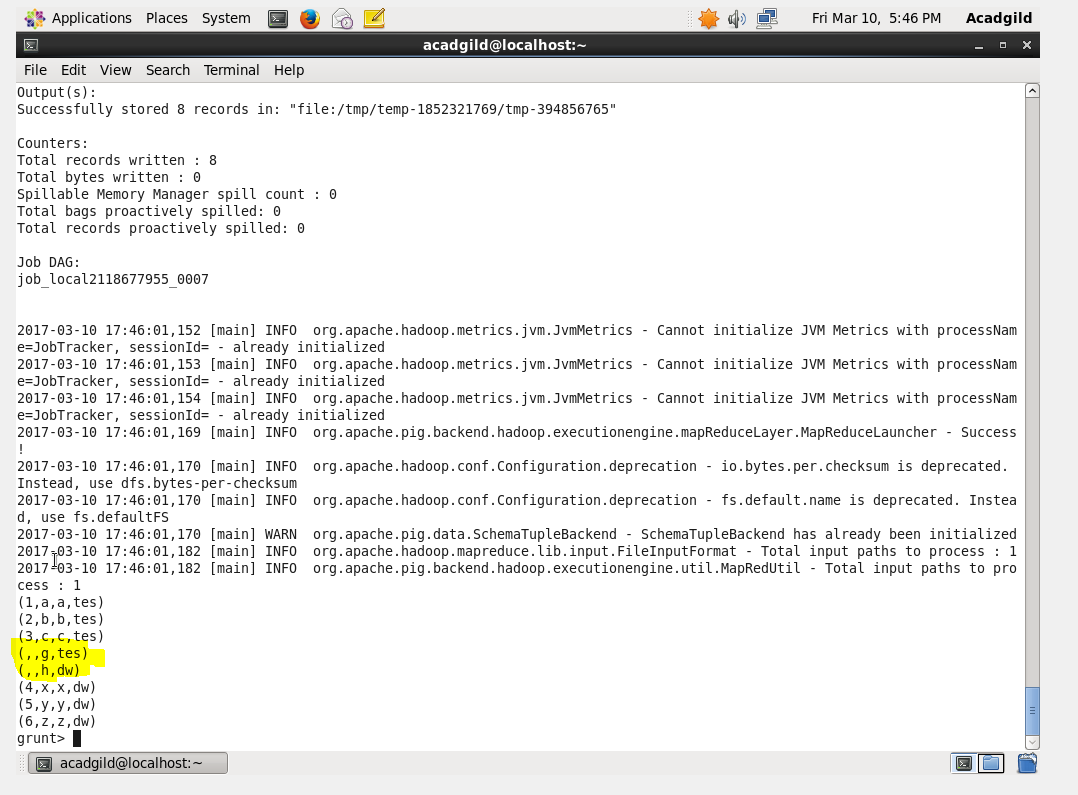 Applications Places System Fri Mar 10, 5:46 PM Acadgild
acadgild@localhost:~
File Edit View Search Terminal Help
Output(s):
Successfully stored 8 records in: "file:/tmp/temp-1852321769/tmp-394856765"
Counters:
Total records written : 8
Total bytes written : 0
Spillable Memory Manager spill count : 0
Total bags proactively spilled: 0
Total records proactively spilled: 0
Job DAG:
job_local2118677955_0007
2017-03-10 17:46:01,152 [main] INFO  org.apache.hadoop.metrics.jvm.JvmMetrics - Cannot initialize JVM Metrics with processNam
e=JobTracker, sessionId= - already initialized
2017-03-10 17:46:01,153 [main] INFO  org.apache.hadoop.metrics.jvm.JvmMetrics - Cannot initialize JVM Metrics with processNam
e=JobTracker, sessionId= - already initialized
2017-03-10 17:46:01,154 [main] INFO  org.apache.hadoop.metrics.jvm.JvmMetrics - Cannot initialize JVM Metrics with processNam
e=JobTracker, sessionId= - already initialized
2017-03-10 17:46:01,169 [main] INFO  org.apache.pig.backend.hadoop.executionengine.mapReduceLayer.MapReduceLauncher - Success
!
2017-03-10 17:46:01,170 [main] INFO  org.apache.hadoop.conf.Configuration.deprecation - io.bytes.per.checksum is deprecated.
Instead, use dfs.bytes-per-checksum
2017-03-10 17:46:01,170 [main] INFO  org.apache.hadoop.conf.Configuration.deprecation - fs.default.name is deprecated. Instea
d, use fs.defaultFS
2017-03-10 17:46:01,170 [main] WARN  org.apache.pig.data.SchemaTupleBackend - SchemaTupleBackend has already been initialized
2017-03-10 17:46:01,182 [main] INFO  org.apache.hadoop.mapreduce.lib.input.FileInputFormat - Total input paths to process : 1
2017-03-10 17:46:01,182 [main] INFO  org.apache.pig.backend.hadoop.executionengine.util.MapRedUtil - Total input paths to pro
cess : 1
(1,a,a,tes)
(2,b,b,tes)
(3,c,c,tes)
(,,g,tes)
(,,h,dw)
(4,x,x,dw)
(5,y,y,dw)
(6,z,z,dw)
grunt>
acadgild@localhost:~